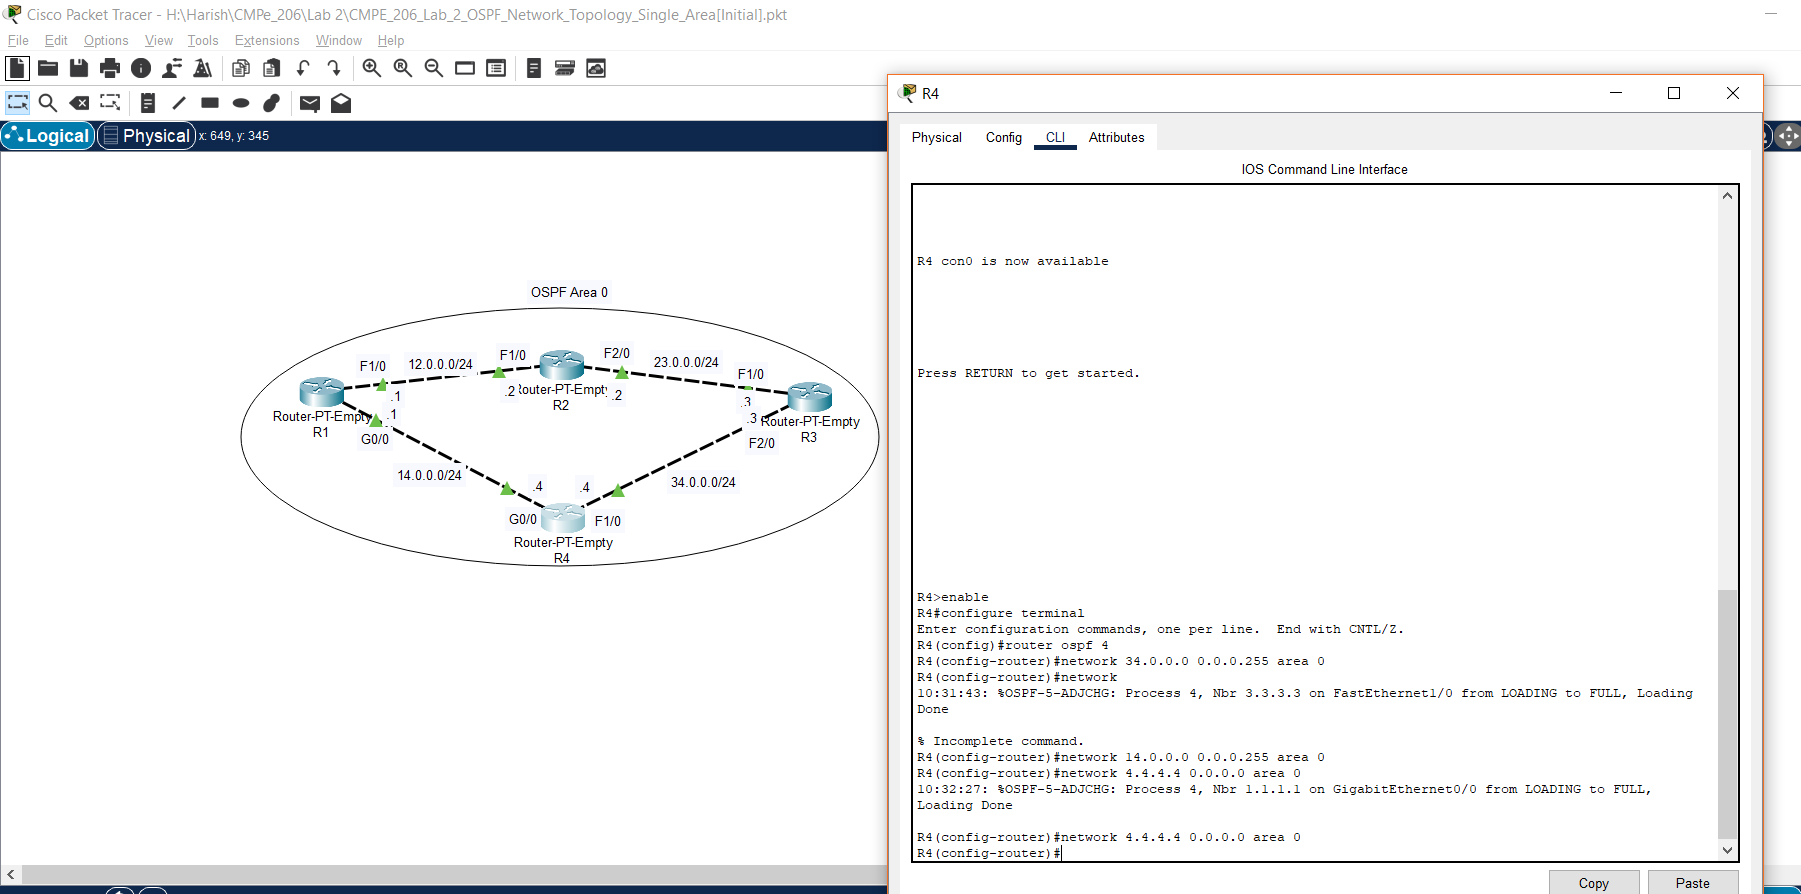 Cisco Packet Tracer - H:\Harish\CMPe_206\Lab 2\CMPE_206_Lab_2_OSPF_Network_Topology_Single_Area[Initial].pkt
File Edit Options View Tools Extensions Window Help
Logical Physical x: 649, y: 345
OSPF Area 0
F1/0 12.0.0.0/24 F1/0 F2/0 23.0.0.0/24 F1/0
.1 .2 .2 .3
Router-PT-Empty
R2
Router-PT-Empty
R1
.1
G0/0
.3
Router-PT-Empty
R3
F2/0
14.0.0.0/24 .4 .4 34.0.0.0/24
G0/0 F1/0
Router-PT-Empty
R4
R4
Physical Config CLI Attributes
IOS Command Line Interface
R4 con0 is now available
Press RETURN to get started.
R4>enable
R4#configure terminal
Enter configuration commands, one per line.  End with CNTL/Z.
R4(config)#router ospf 4
R4(config-router)#network 34.0.0.0 0.0.0.255 area 0
R4(config-router)#network
10:31:43: %OSPF-5-ADJCHG: Process 4, Nbr 3.3.3.3 on FastEthernet1/0 from LOADING to FULL, Loading
Done
% Incomplete command.
R4(config-router)#network 14.0.0.0 0.0.0.255 area 0
R4(config-router)#network 4.4.4.4 0.0.0.0 area 0
10:32:27: %OSPF-5-ADJCHG: Process 4, Nbr 1.1.1.1 on GigabitEthernet0/0 from LOADING to FULL,
Loading Done
R4(config-router)#network 4.4.4.4 0.0.0.0 area 0
R4(config-router)#
Copy Paste